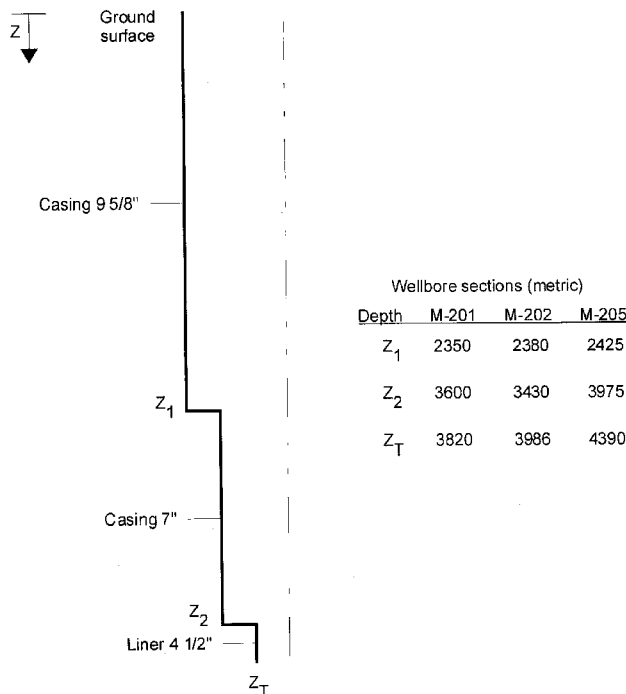 Ground
surface
Z
Casing 9 5/8"
Z1
Casing 7"
Z2
Liner 4 1/2"
ZT
Wellbore sections (metric)
Depth M-201 M-202 M-205
Z1 2350 2380 2425
Z2 3600 3430 3975
ZT 3820 3986 4390